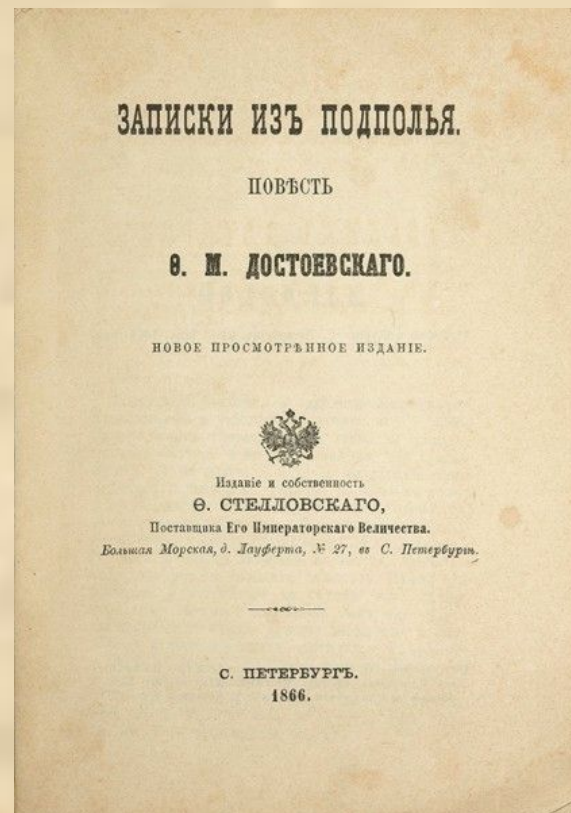 ЗАПИСКИ ИЗЪ ПОДПОЛЬЯ.
ПОВѢСТЬ
Ѳ. М. ДОСТОЕВСКАГО.
НОВОЕ ПРОСМОТРѢННОЕ ИЗДАНІЕ.
Изданіе и собственность
Ѳ. СТЕЛЛОВСКАГО,
Поставщика Его Императорскаго Величества.
Большая Морская, д. Лауферта, № 27, въ С. Петербургѣ.
С. ПЕТЕРБУРГЪ.
1866.